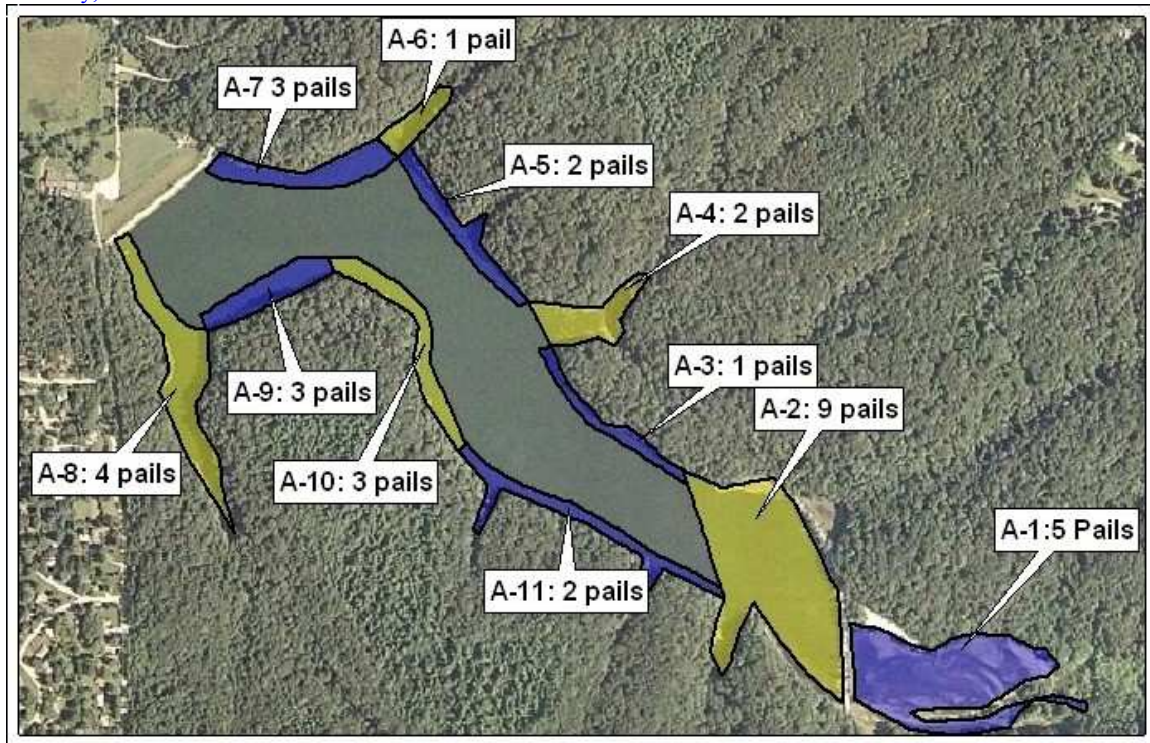 A-6: 1 pail
A-7 3 pails
A-5: 2 pails
A-4: 2 pails
A-3: 1 pails
A-2: 9 pails
A-9: 3 pails
A-8: 4 pails
A-10: 3 pails
A-1:5 Pails
A-11: 2 pails